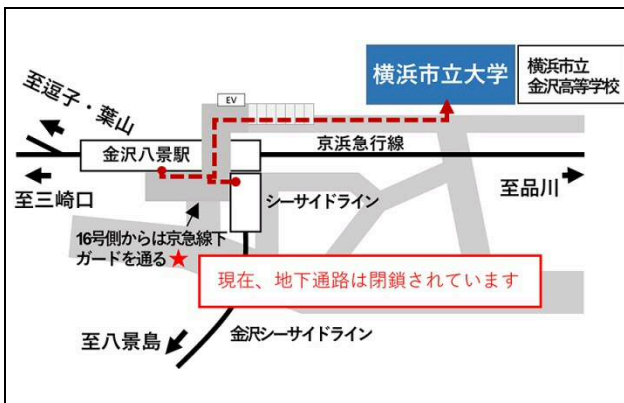 横浜市立大学
横浜市立
金沢高等学校
EV
至逗子・葉山
金沢八景駅
京浜急行線
至三崎口
至品川
シーサイドライン
16号側からは京急線下
ガードを通る★
現在、地下通路は閉鎖されています
至八景島
金沢シーサイドライン